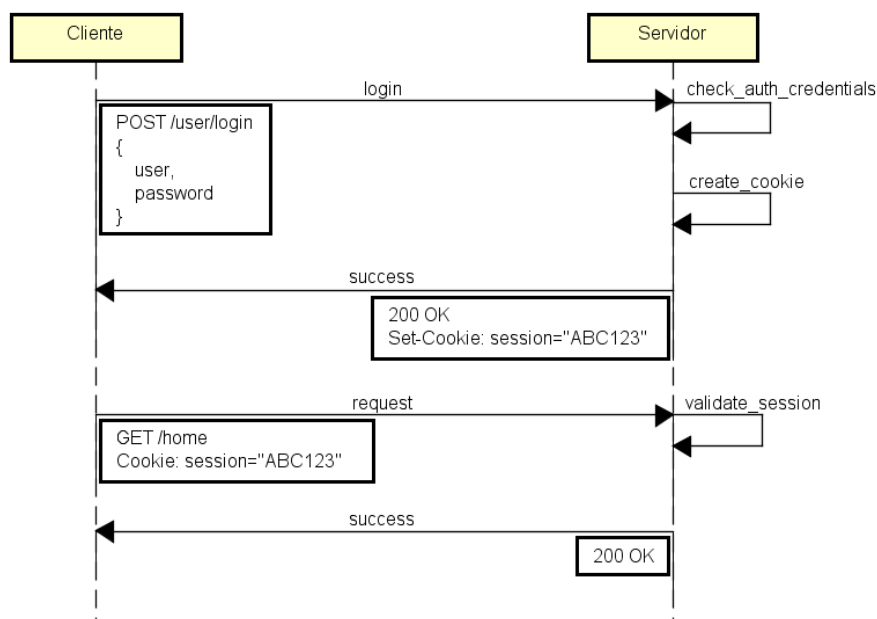 Cliente
Servidor
login
check_auth_credentials
POST /user/login
{
user,
password
}
create_cookie
success
200 OK
Set-Cookie: session="ABC123"
request
validate_session
GET /home
Cookie: session="ABC123"
success
200 OK